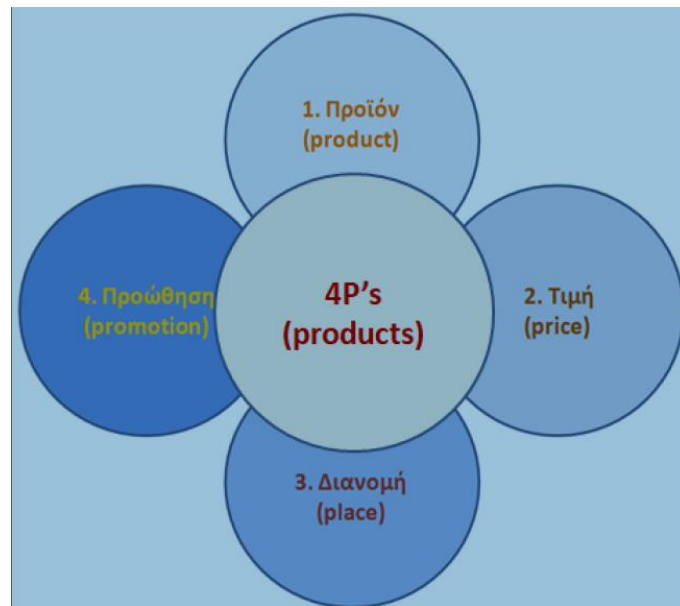 1. Προϊόν
(product)
4P’s
(products)
2. Τιμή
(price)
3. Διανομή
(place)
4. Προώθηση
(promotion)